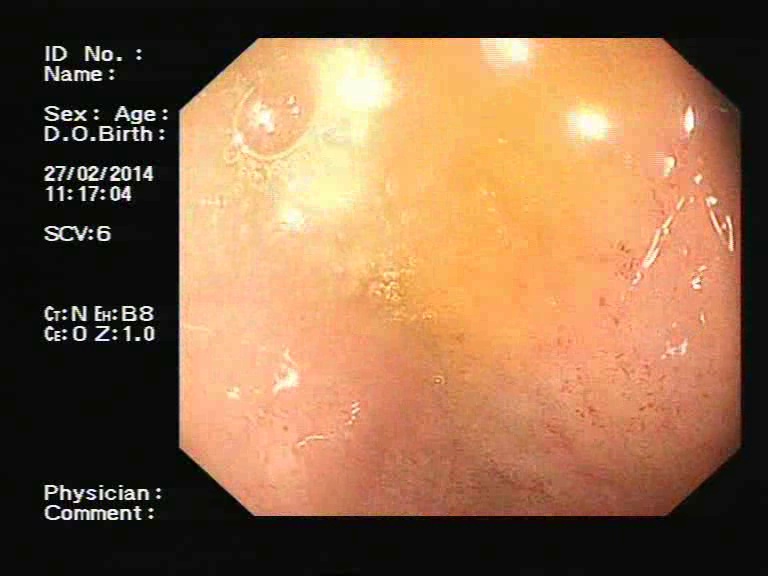 ID No. :
Name:
Sex: Age:
D.O.Birth:
27/02/2014
11:17:04
SCV:6
CT:N EH:B8
CE:0 Z:1.0
Physician:
Comment: